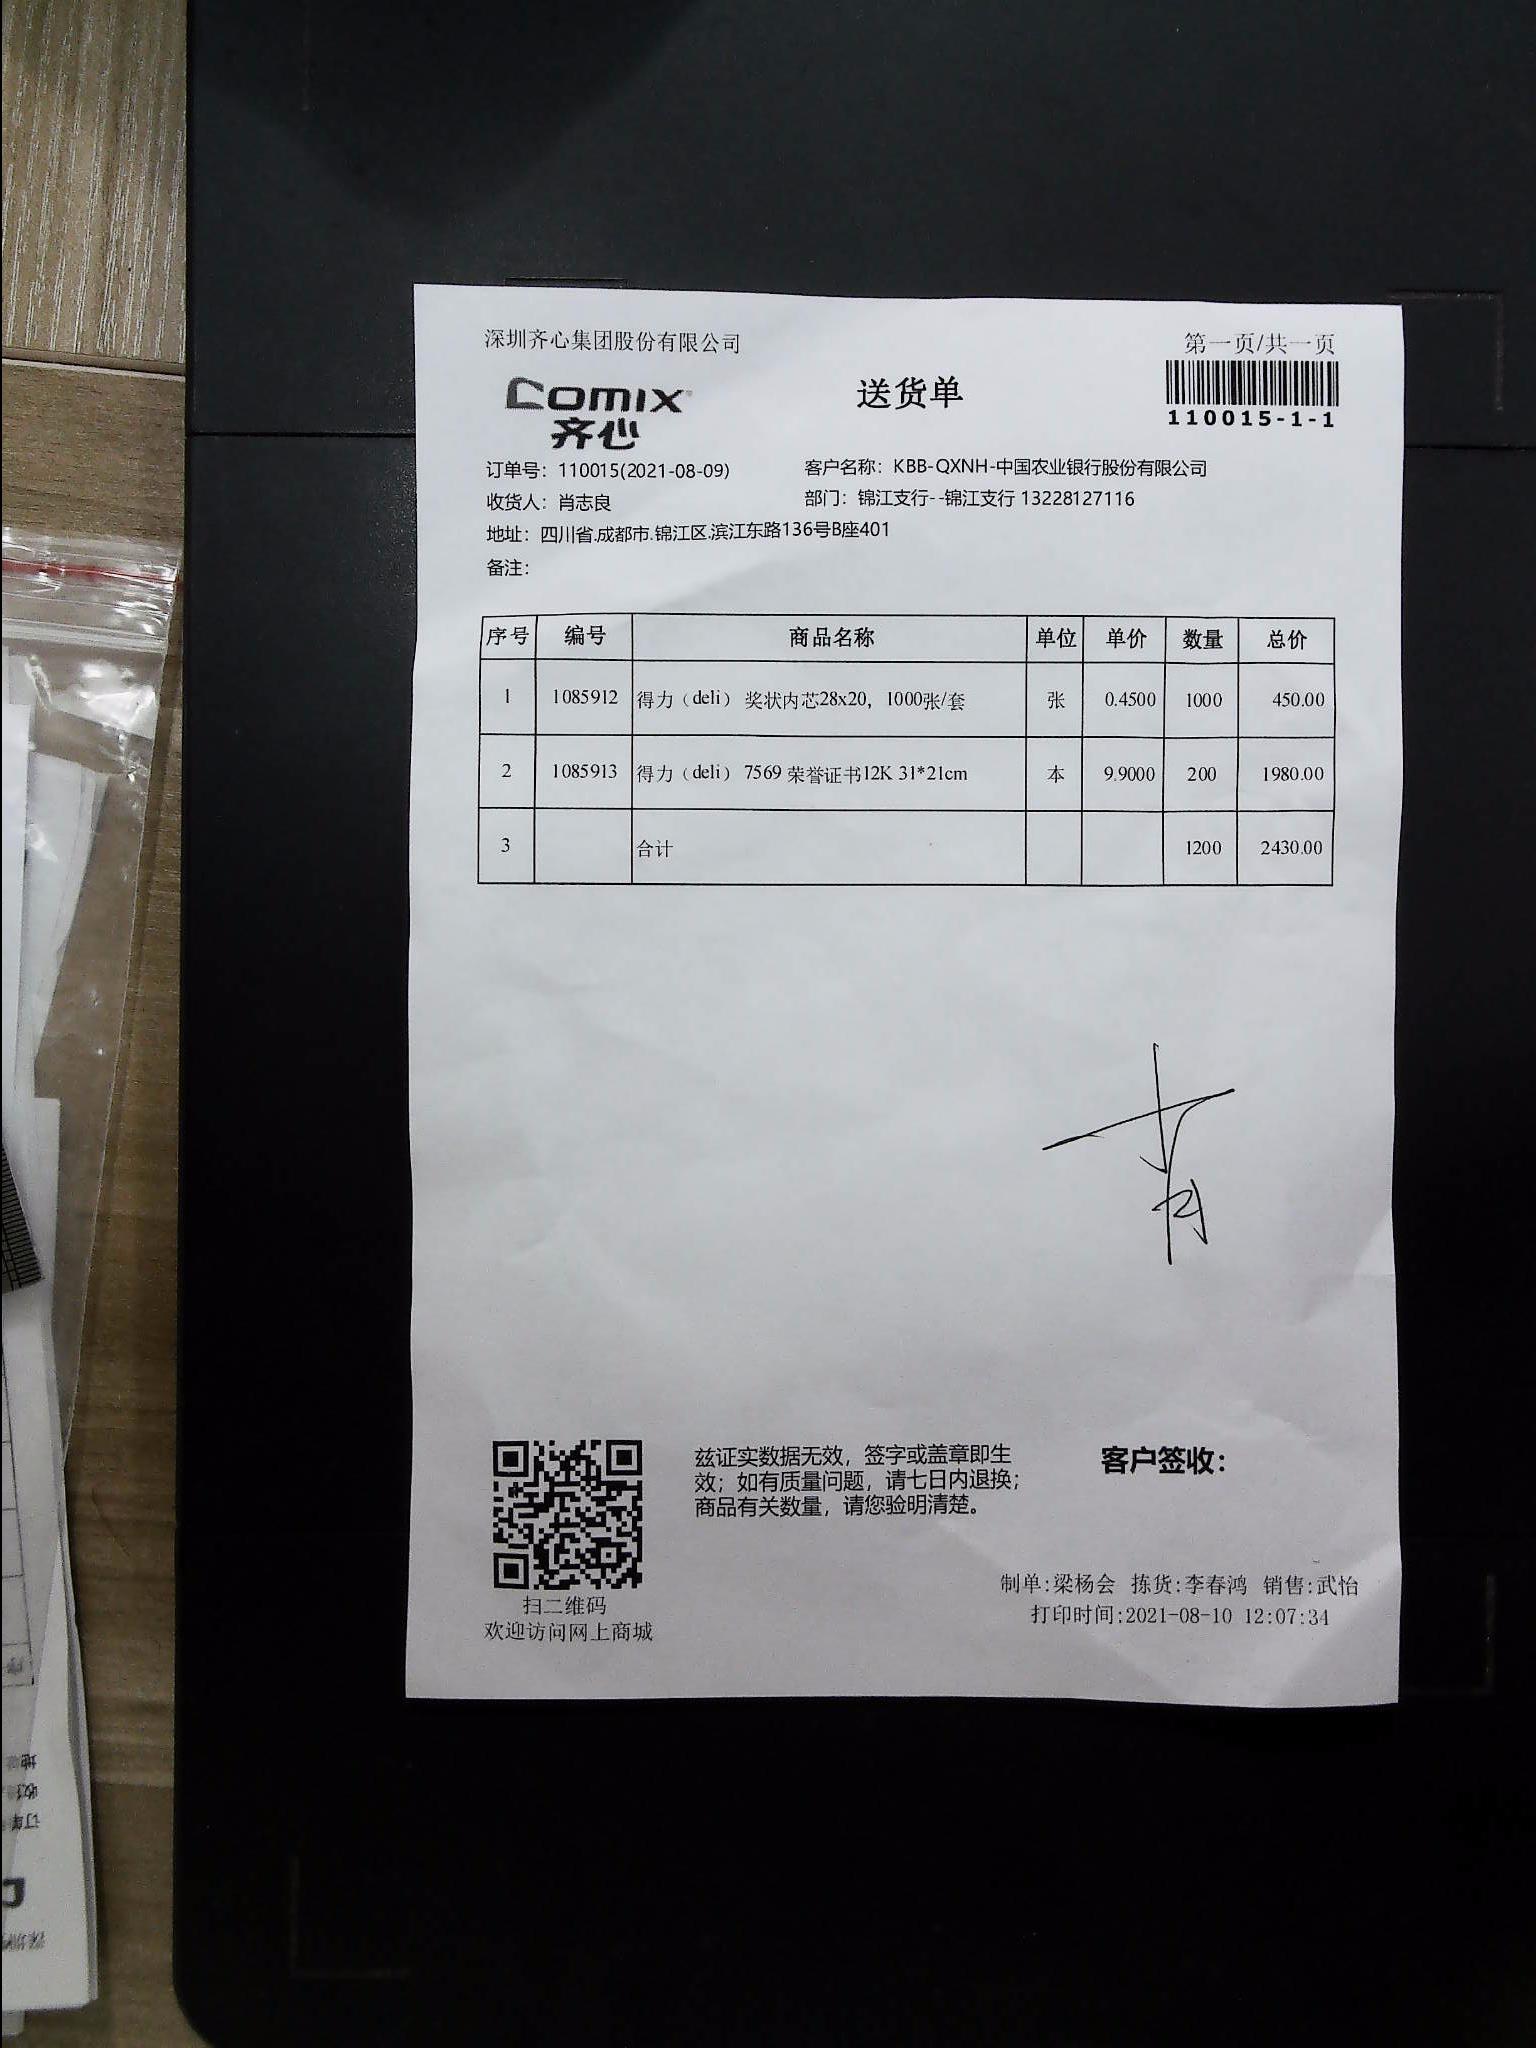 深圳齐心集团股份有限公司
第一页/共一页
comix
齐心
送货单
110015-1-1
订单号: 110015(2021-08-09)
客户名称: KBB-QXNH-中国农业银行股份有限公司
收货人: 肖志良
部门: 锦江支行--锦江支行 13228127116
地址: 四川省.成都市.锦江区.滨江东路136号B座401
备注:
序号 编号 商品名称 单位 单价 数量 总价
1 1085912 得力（deli） 奖状内芯28x20，1000张/套 张 0.4500 1000 450.00
2 1085913 得力（deli） 7569 荣誉证书12K 31*21cm 本 9.9000 200 1980.00
3 合计 1200 2430.00
兹证实数据无效，签字或盖章即生
效；如有质量问题，请七日内退换；
商品有关数量，请您验明清楚。
客户签收:
扫二维码
欢迎访问网上商城
制单:梁杨会 拣货:李春鸿 销售:武怡
打印时间:2021-08-10 12:07:34